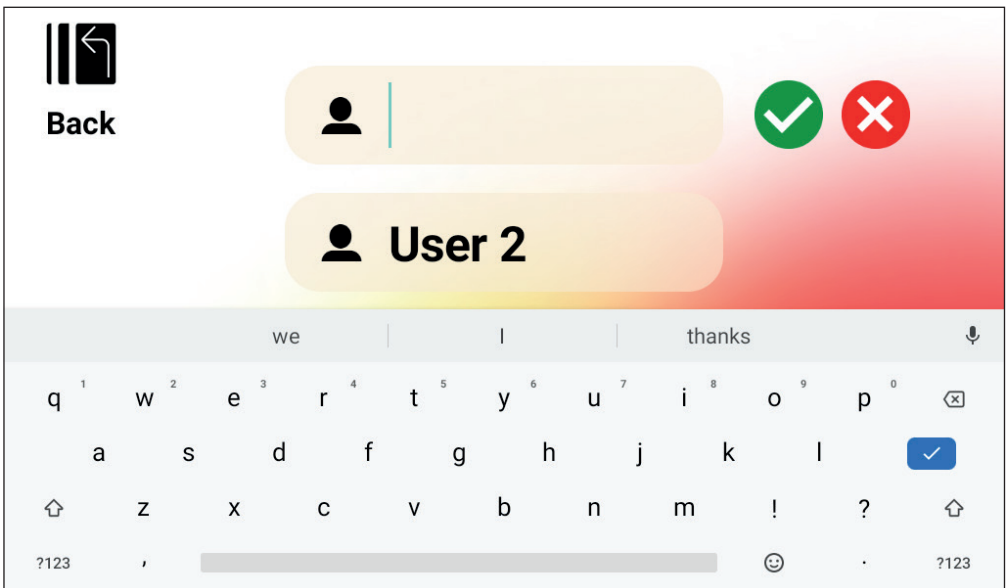 Back
User 2
we I thanks
q 1 w 2 e 3 r 4 t 5 y 6 u 7 i 8 o 9 p 0
a s d f g h j k l
z x c v b n m ! ?
?123 , . ?123